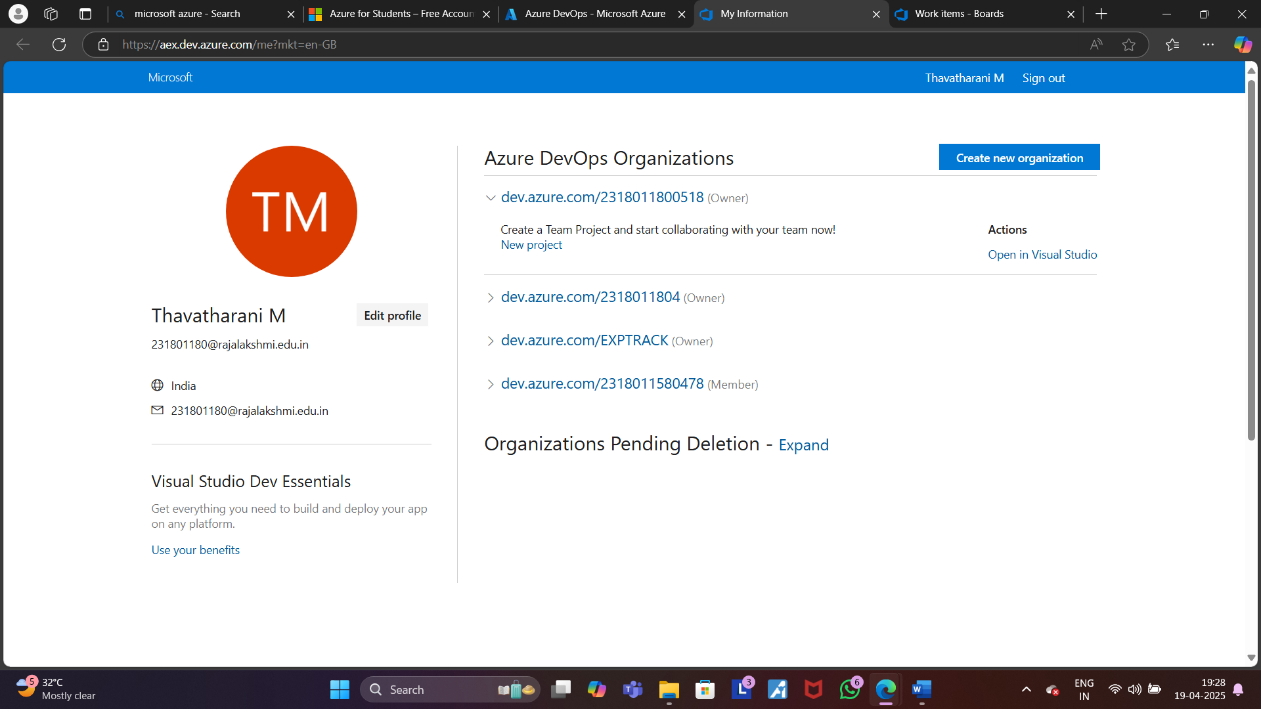 microsoft azure - Search
Azure for Students – Free Accoun
Azure DevOps - Microsoft Azure
My Information
Work items - Boards
https://aex.dev.azure.com/me?mkt=en-GB
Microsoft
Thavatharani M
Sign out
TM
Thavatharani M
Edit profile
231801180@rajalakshmi.edu.in
India
231801180@rajalakshmi.edu.in
Visual Studio Dev Essentials
Get everything you need to build and deploy your app
on any platform.
Use your benefits
Azure DevOps Organizations
Create new organization
dev.azure.com/2318011800518 (Owner)
Create a Team Project and start collaborating with your team now!
New project
Actions
Open in Visual Studio
dev.azure.com/2318011804 (Owner)
dev.azure.com/EXPTRACK (Owner)
dev.azure.com/2318011580478 (Member)
Organizations Pending Deletion - Expand
5
32°C
Mostly clear
Search
L
3
6
W
ENG
IN
19:28
19-04-2025